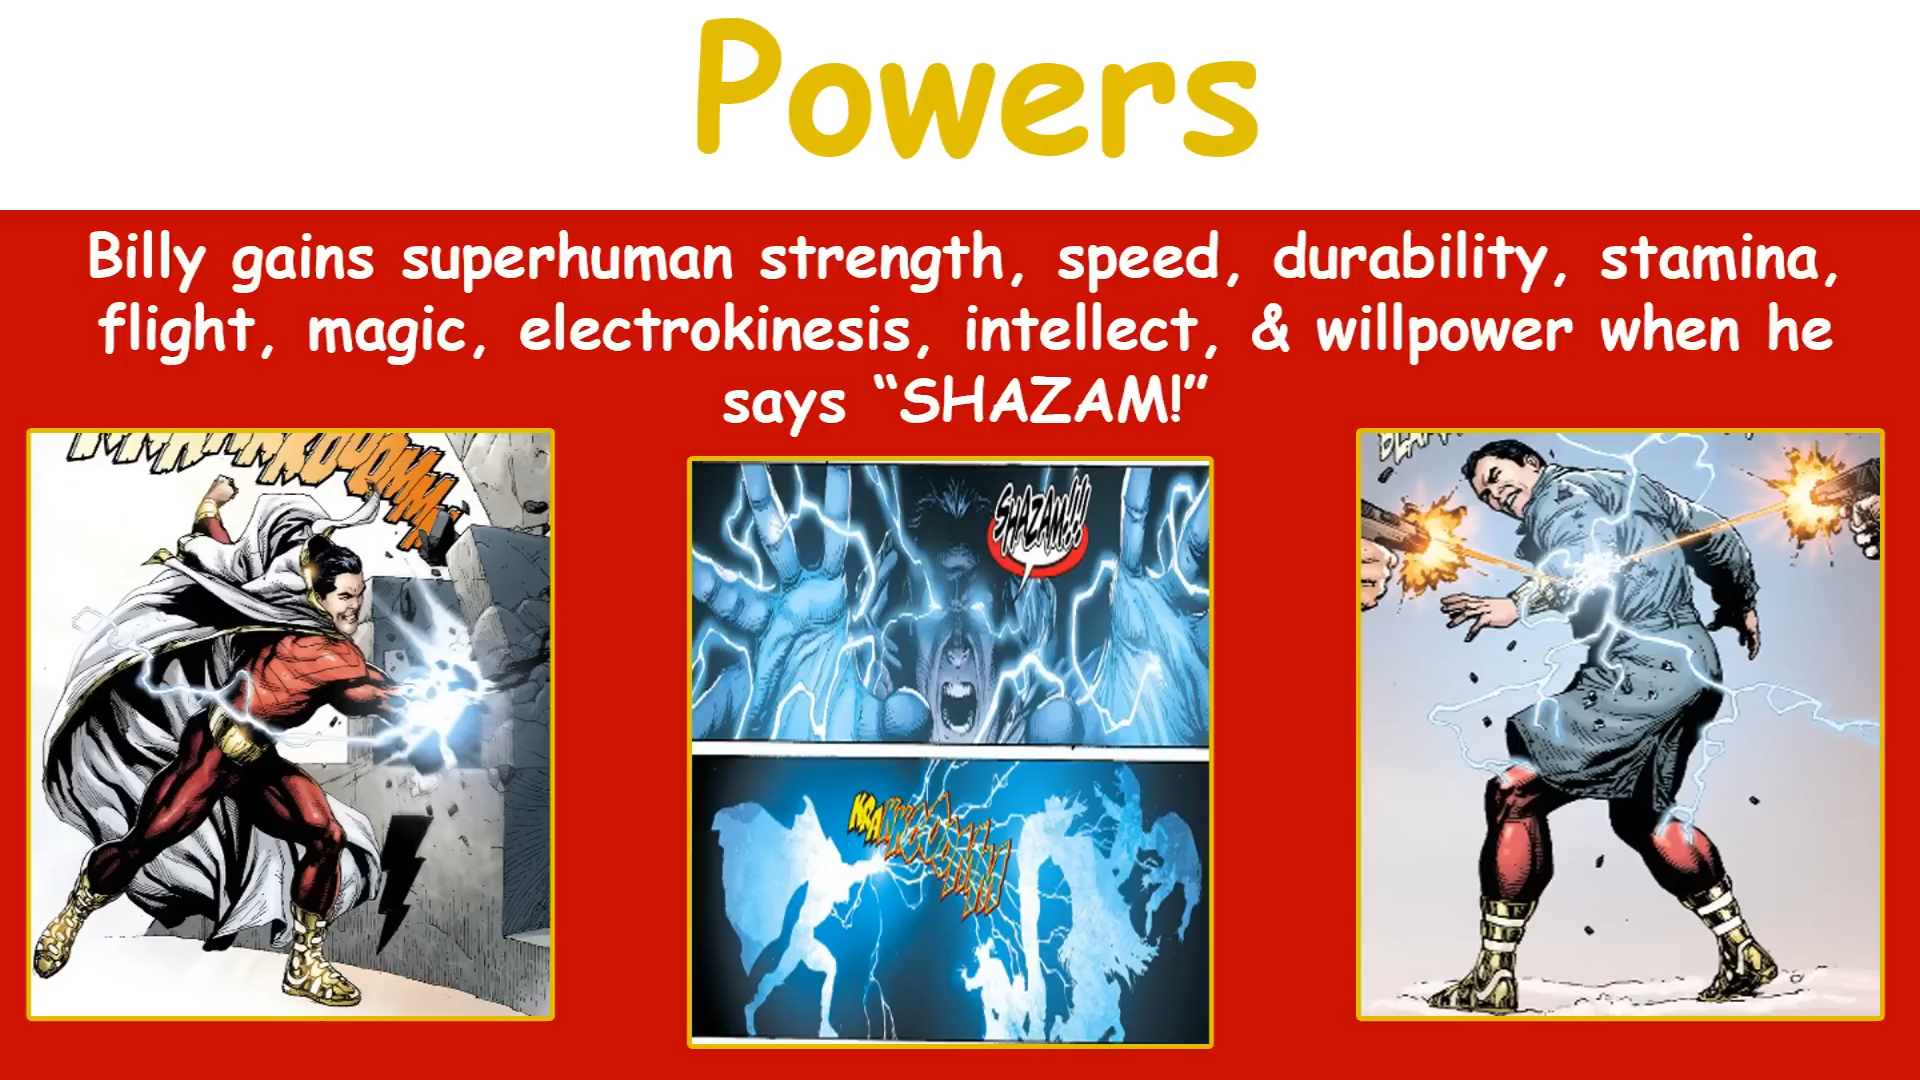 Powers
Billy gains superhuman strength, speed, durability, stamina,
flight, magic, electrokinesis, intellect, & willpower when he
says “SHAZAM!”
SHAZAM!!!